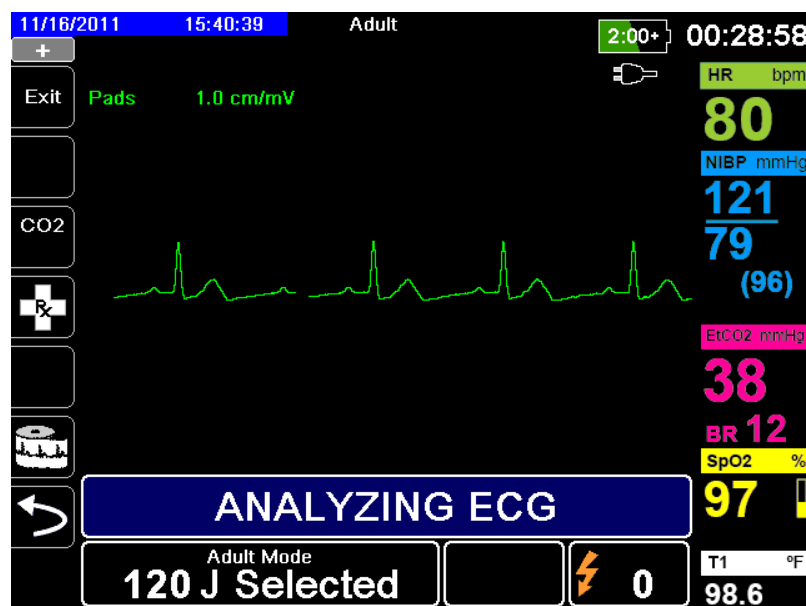 11/16/2011 15:40:39 Adult 2:00+ 00:28:58
+
Exit
Pads 1.0 cm/mV
HR bpm
80
NIBP mmHg
121
79
(96)
CO2
Rx
EtCO2 mmHg
38
BR 12
SpO2 %
97
ANALYZING ECG
Adult Mode
120 J Selected
0
T1 ºF
98.6